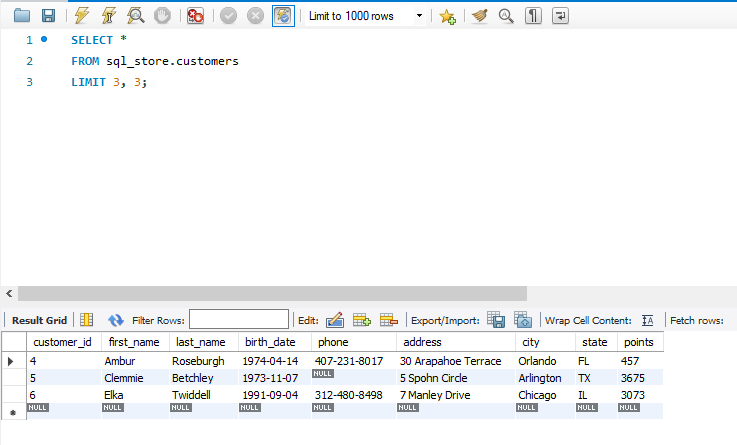 Limit to 1000 rows
1 SELECT *
2 FROM sql_store.customers
3 LIMIT 3, 3;
Result Grid Filter Rows: Edit: Export/Import: Wrap Cell Content: Fetch rows:
customer_id first_name last_name birth_date phone address city state points
4 Ambur Roseburgh 1974-04-14 407-231-8017 30 Arapahoe Terrace Orlando FL 457
5 Clemmie Betchley 1973-11-07 NULL 5 Spohn Circle Arlington TX 3675
6 Elka Twiddell 1991-09-04 312-480-8498 7 Manley Drive Chicago IL 3073
NULL NULL NULL NULL NULL NULL NULL NULL NULL